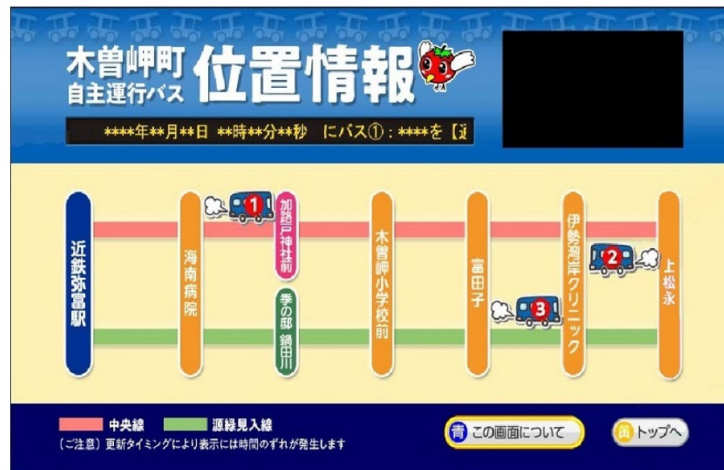 木曽岬町
自主運行バス
位置情報
****年**月**日 **時**分**秒 にバス①:****を【運
1
2
3
近鉄弥富駅
海南病院
加路戸神社前
季の邸 鍋田川
木曽岬小学校前
富田子
伊勢湾岸クリニック
上松永
中央線
源緑見入線
(ご注意)更新タイミングにより表示には時間のずれが発生します
青 この画面について
黄 トップへ